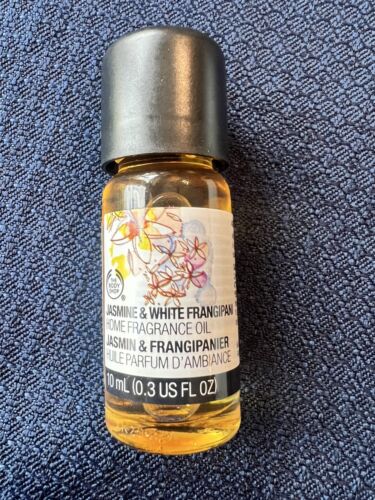 THE
BODY
SHOP
®
JASMINE & WHITE FRANGIPAN
HOME FRAGRANCE OIL
JASMIN & FRANGIPANIER
HUILE PARFUM D'AMBIANCE
10 mL (0.3 US FL OZ)